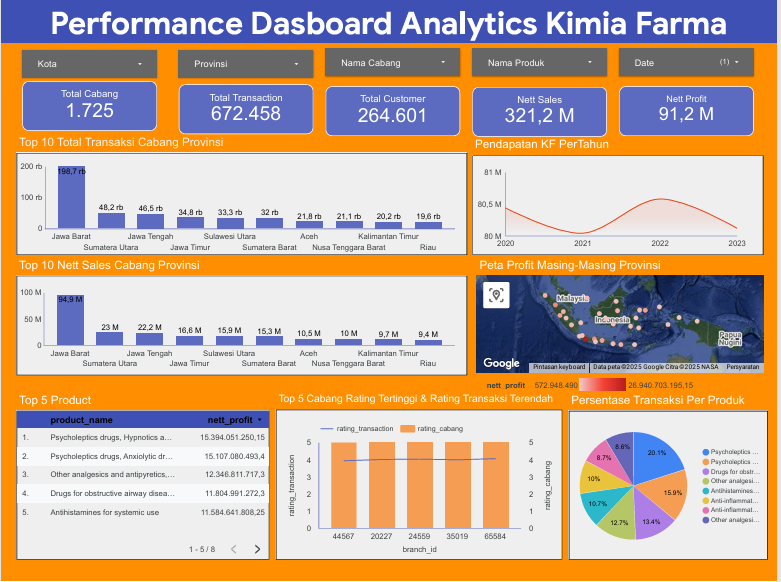 Performance Dasboard Analytics Kimia Farma
Kota
Provinsi
Nama Cabang
Nama Produk
Date (1)
Total Cabang
1.725
Total Transaction
672.458
Total Customer
264.601
Nett Sales
321,2 M
Nett Profit
91,2 M
Top 10 Total Transaksi Cabang Provinsi
200 rb
100 rb
0
198,7 rb
48,2 rb
46,5 rb
34,8 rb
33,3 rb
32 rb
21,8 rb
21,1 rb
20,2 rb
19,6 rb
Jawa Barat
Sumatera Utara
Jawa Tengah
Jawa Timur
Sulawesi Utara
Sumatera Barat
Aceh
Nusa Tenggara Barat
Kalimantan Timur
Riau
Pendapatan KF PerTahun
81 M
80,5 M
80 M
2020
2021
2022
2023
Top 10 Nett Sales Cabang Provinsi
100 M
50 M
0
94,9 M
23 M
22,2 M
16,6 M
15,9 M
15,3 M
10,5 M
10 M
9,7 M
9,4 M
Jawa Barat
Sumatera Utara
Jawa Tengah
Jawa Timur
Sulawesi Utara
Sumatera Barat
Aceh
Nusa Tenggara Barat
Kalimantan Timur
Riau
Peta Profit Masing-Masing Provinsi
Malaysia
Indonesia
Papua
Nugini
Google
Pintasan keyboard
Data peta ©2025 Google Citra ©2025 NASA
Persyaratan
nett_profit 572.948.490 26.940.703.195,15
Top 5 Product
product_name nett_profit
1. Psycholeptics drugs, Hypnotics a... 15.394.051.250,15
2. Psycholeptics drugs, Anxiolytic dr... 15.107.080.493,4
3. Other analgesics and antipyretics,... 12.346.811.717,3
4. Drugs for obstructive airway disea... 11.804.991.272,3
5. Antihistamines for systemic use 11.584.641.808,25
1 - 5 / 8
Top 5 Cabang Rating Tertinggi & Rating Transaksi Terendah
rating_transaction
rating_cabang
rating_transaction
5
4
3
2
1
0
5
4
3
2
1
0
rating_cabang
44567
20227
24559
35019
65584
branch_id
Persentase Transaksi Per Produk
20.1%
15.9%
13.4%
12.7%
10.7%
10%
8.7%
8.6%
Psycholeptics ...
Psycholeptics ...
Drugs for obstr...
Other analgesi...
Antihistamines...
Anti-inflammat...
Anti-inflammat...
Other analgesi...